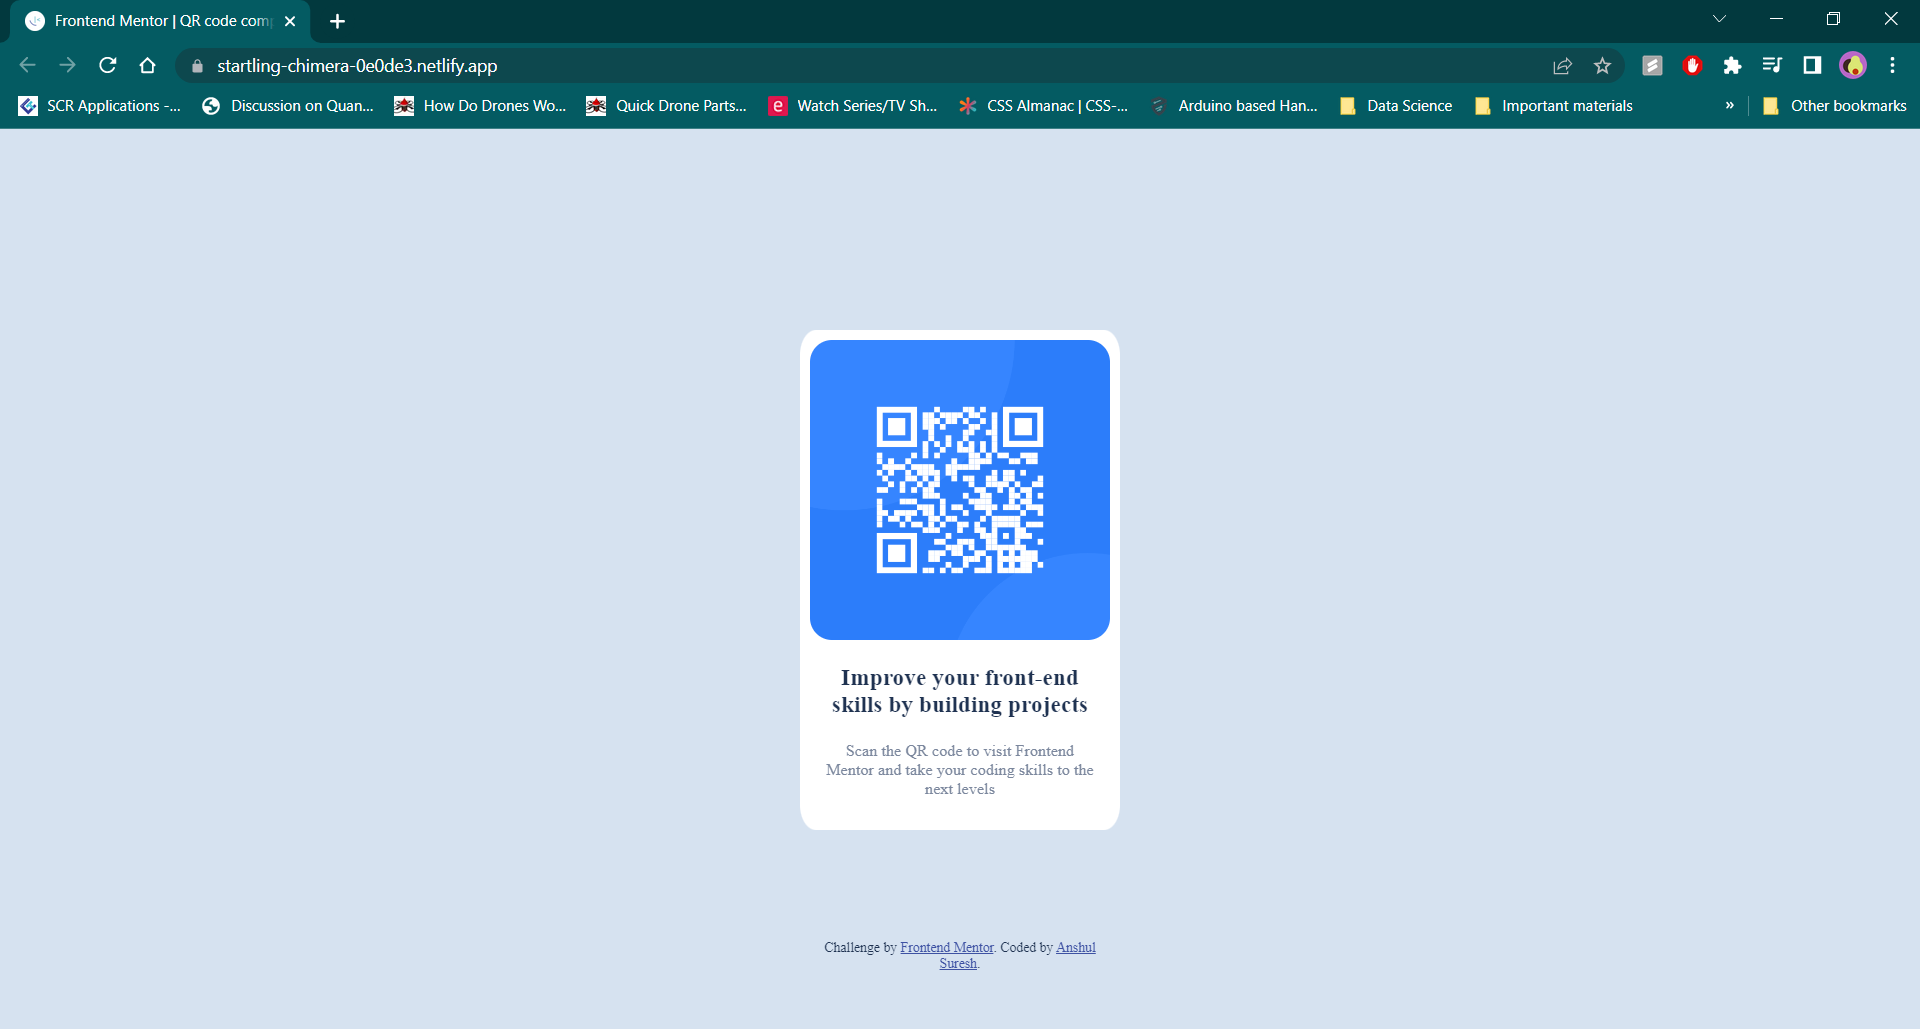 Frontend Mentor | QR code com
startling-chimera-0e0de3.netlify.app
SCR Applications -... Discussion on Quan... How Do Drones Wo... Quick Drone Parts... e Watch Series/TV Sh... CSS Almanac | CSS-... Arduino based Han... Data Science Important materials » Other bookmarks
Improve your front-end
skills by building projects
Scan the QR code to visit Frontend
Mentor and take your coding skills to the
next levels
Challenge by Frontend Mentor. Coded by Anshul
Suresh.